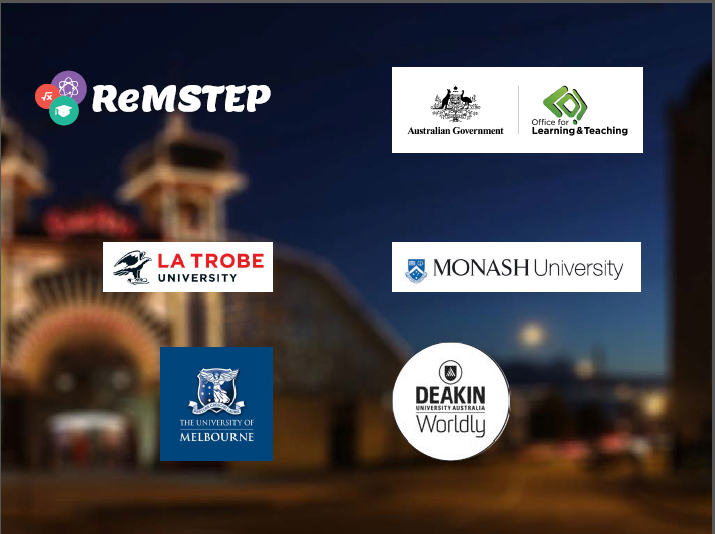 √x
ReMSTEP
Australian Government
Office for
Learning & Teaching
LA TROBE
UNIVERSITY
MONASH University
THE UNIVERSITY OF
MELBOURNE
DEAKIN
UNIVERSITY AUSTRALIA
Worldly